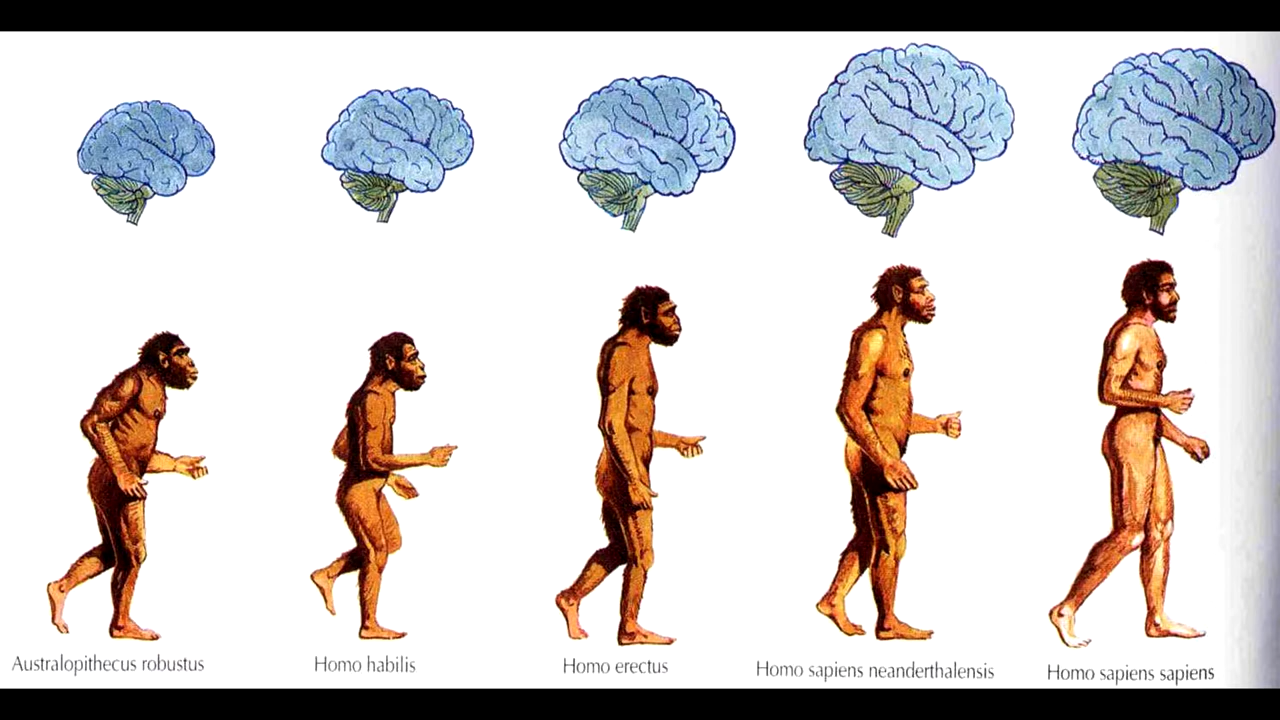 Australopithecus robustus
Homo habilis
Homo erectus
Homo sapiens neanderthalensis
Homo sapiens sapiens